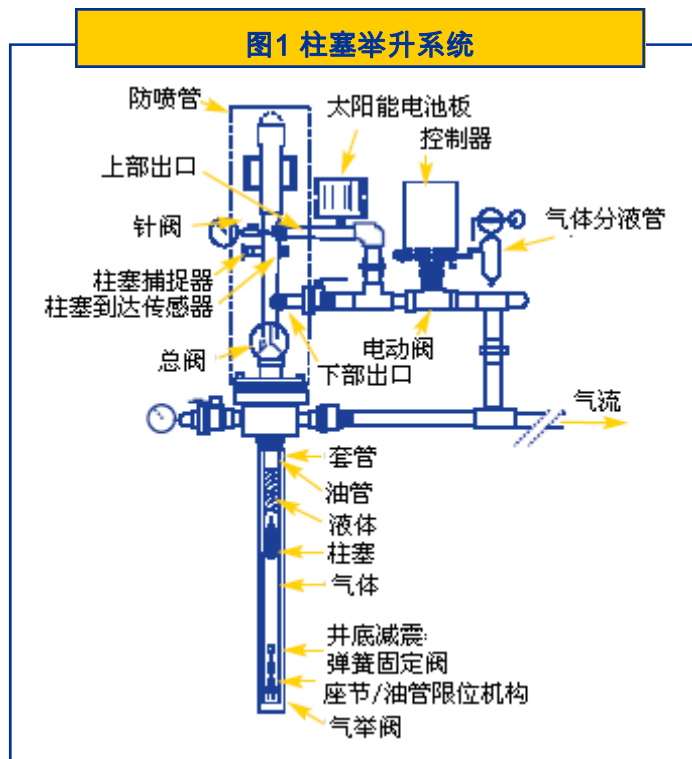 图1 柱塞举升系统
防喷管
太阳能电池板
控制器
上部出口
针阀
气体分液管
柱塞捕捉器
柱塞到达传感器
总阀
电动阀
下部出口
气流
套管
油管
液体
柱塞
气体
井底减震
弹簧固定阀
座节/油管限位机构
气举阀